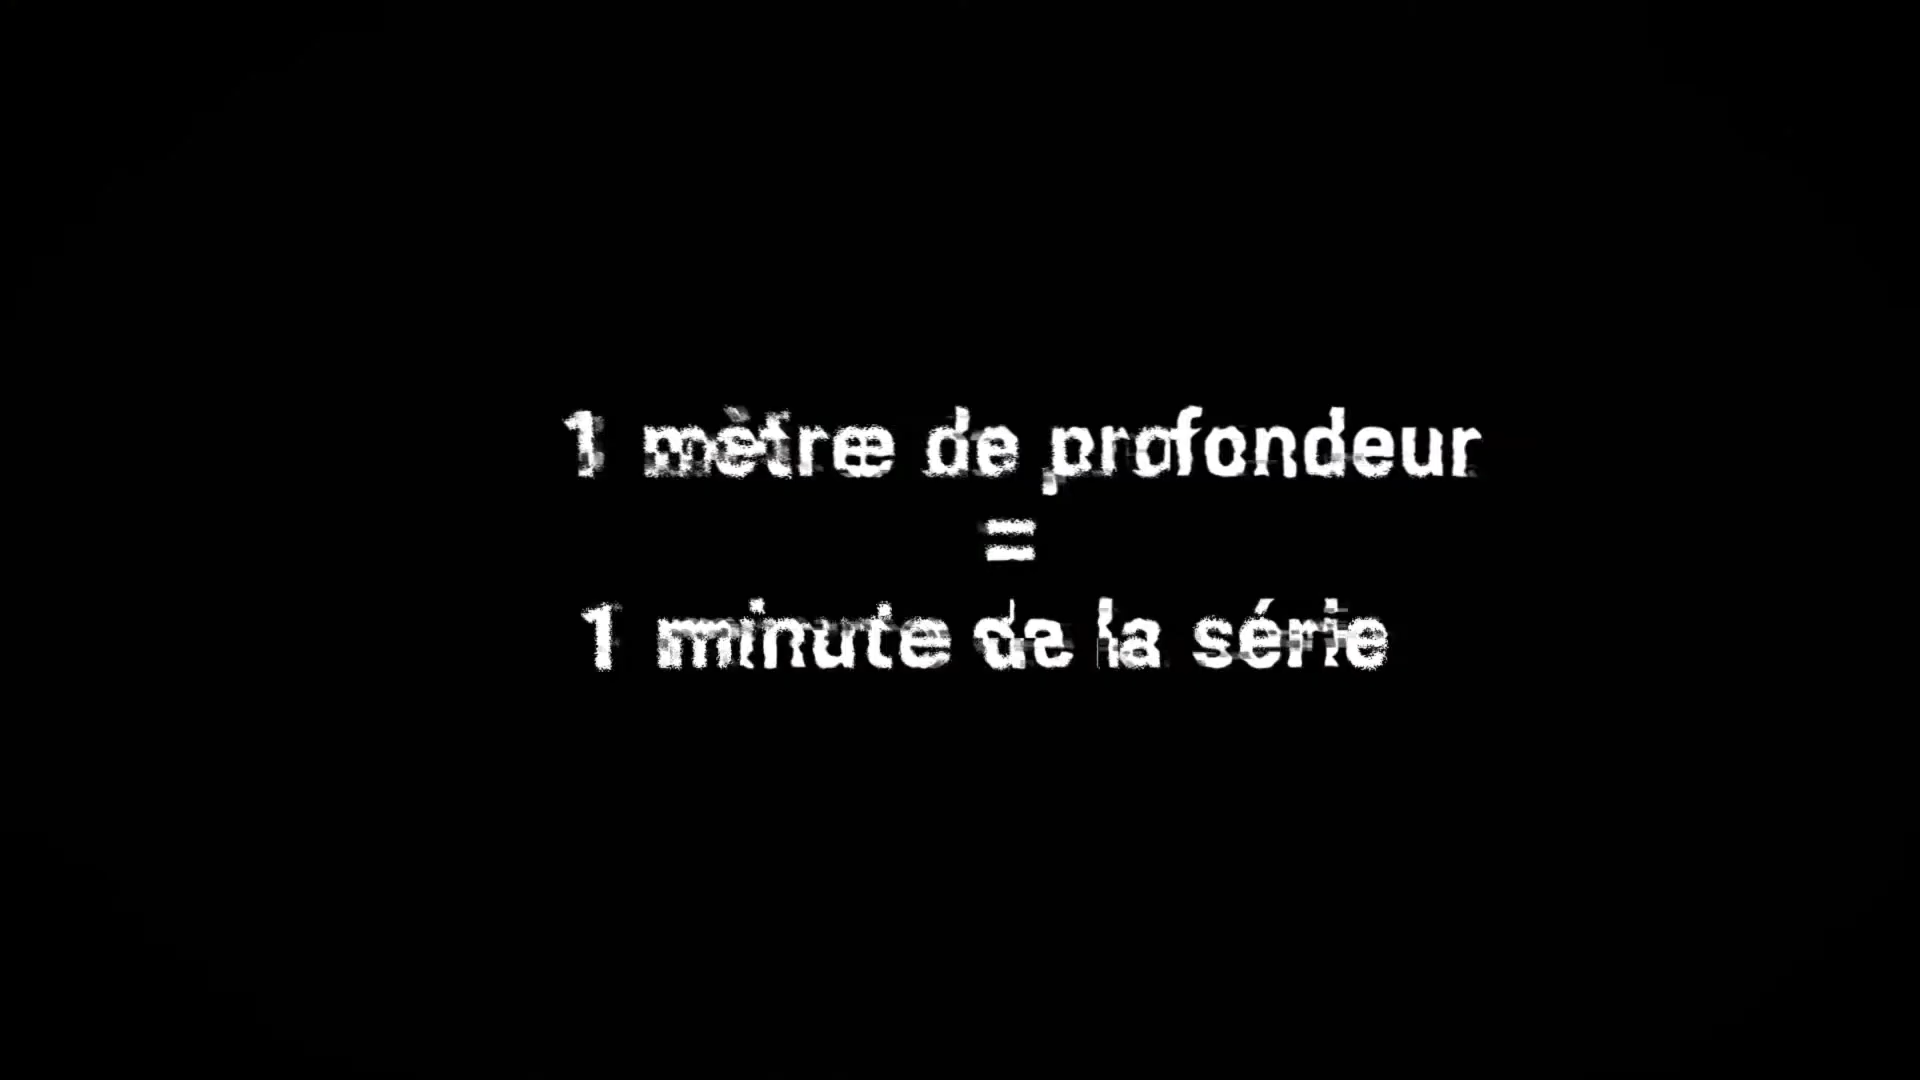 1 mètre de profondeur
=
1 minute de la série